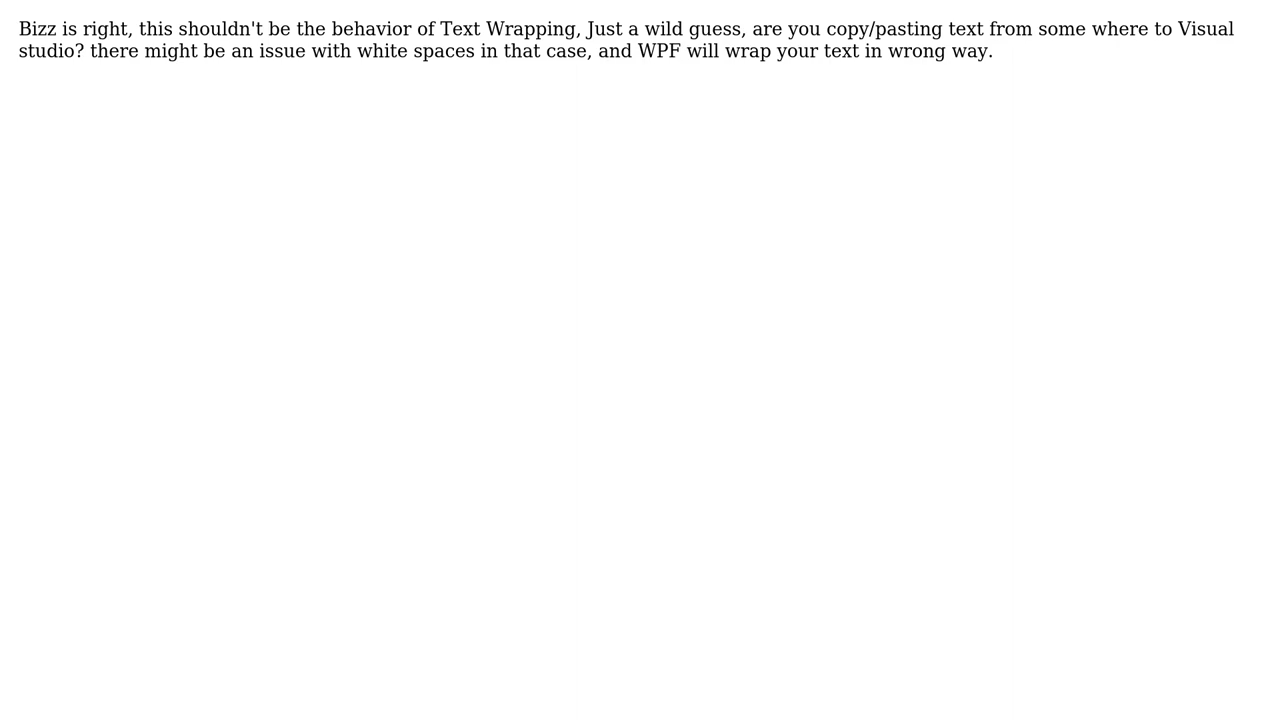 Bizz is right, this shouldn't be the behavior of Text Wrapping, Just a wild guess, are you copy/pasting text from some where to Visual
studio? there might be an issue with white spaces in that case, and WPF will wrap your text in wrong way.